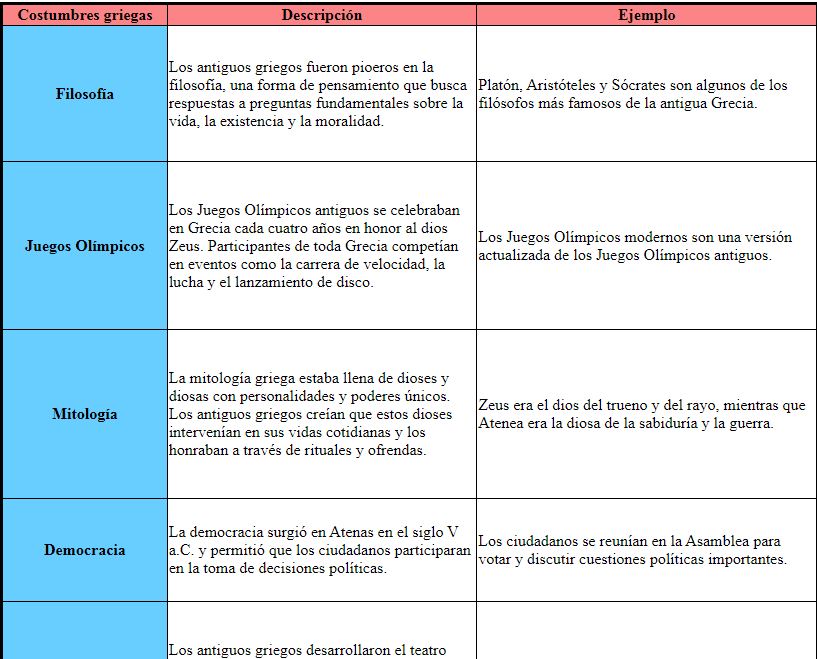 Costumbres griegas Descripción Ejemplo
Filosofía
Los antiguos griegos fueron pioeros en la
filosofía, una forma de pensamiento que busca
respuestas a preguntas fundamentales sobre la
vida, la existencia y la moralidad.
Platón, Aristóteles y Sócrates son algunos de los
filósofos más famosos de la antigua Grecia.
Juegos Olímpicos
Los Juegos Olímpicos antiguos se celebraban
en Grecia cada cuatro años en honor al dios
Zeus. Participantes de toda Grecia competían
en eventos como la carrera de velocidad, la
lucha y el lanzamiento de disco.
Los Juegos Olímpicos modernos son una versión
actualizada de los Juegos Olímpicos antiguos.
Mitología
La mitología griega estaba llena de dioses y
diosas con personalidades y poderes únicos.
Los antiguos griegos creían que estos dioses
intervenían en sus vidas cotidianas y los
honraban a través de rituales y ofrendas.
Zeus era el dios del trueno y del rayo, mientras que
Atenea era la diosa de la sabiduría y la guerra.
Democracia
La democracia surgió en Atenas en el siglo V
a.C. y permitió que los ciudadanos participaran
en la toma de decisiones políticas.
Los ciudadanos se reunían en la Asamblea para
votar y discutir cuestiones políticas importantes.
Los antiguos griegos desarrollaron el teatro